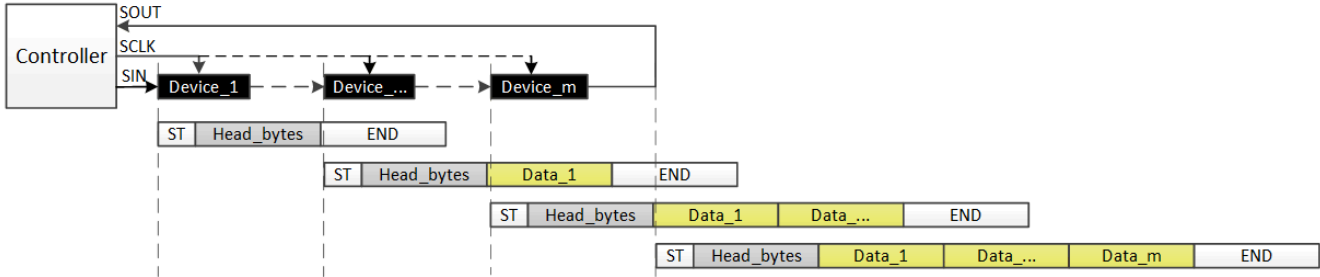 SOUT
SCLK
Controller
SIN
Device_1 Device_... Device_m
ST Head_bytes END
ST Head_bytes Data_1 END
ST Head_bytes Data_1 Data_... END
ST Head_bytes Data_1 Data_... Data_m END